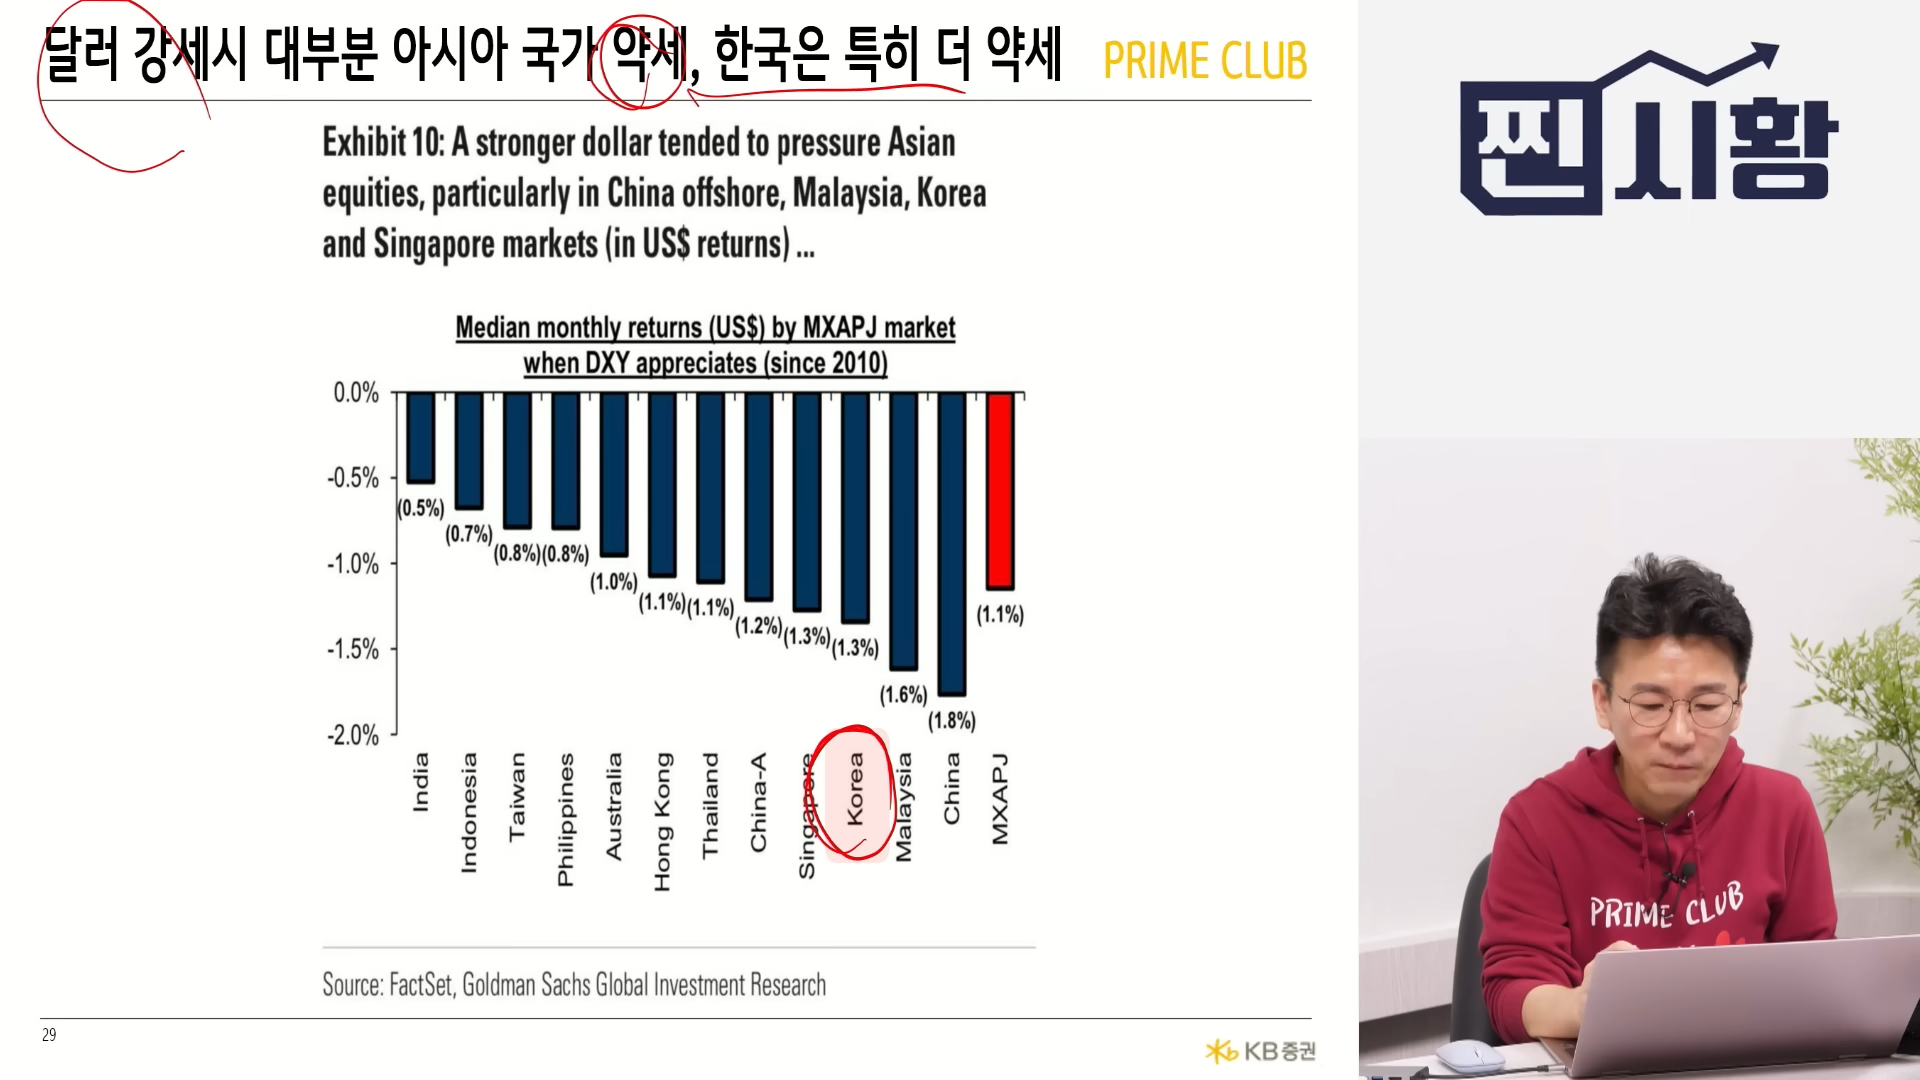 달러 강세시 대부분 아시아 국가 약세, 한국은 특히 더 약세
PRIME CLUB
Exhibit 10: A stronger dollar tended to pressure Asian
equities, particularly in China offshore, Malaysia, Korea
and Singapore markets (in US$ returns) ...
Median monthly returns (US$) by MXAPJ market
when DXY appreciates (since 2010)
0.0%
-0.5%
-1.0%
-1.5%
-2.0%
(0.5%)
(0.7%)
(0.8%)
(0.8%)
(1.0%)
(1.1%)
(1.1%)
(1.2%)
(1.3%)
(1.3%)
(1.6%)
(1.8%)
(1.1%)
India
Indonesia
Taiwan
Philippines
Australia
Hong Kong
Thailand
China-A
Singapore
Korea
Malaysia
China
MXAPJ
Source: FactSet, Goldman Sachs Global Investment Research
29
KB증권
찐시황
PRIME CLUB